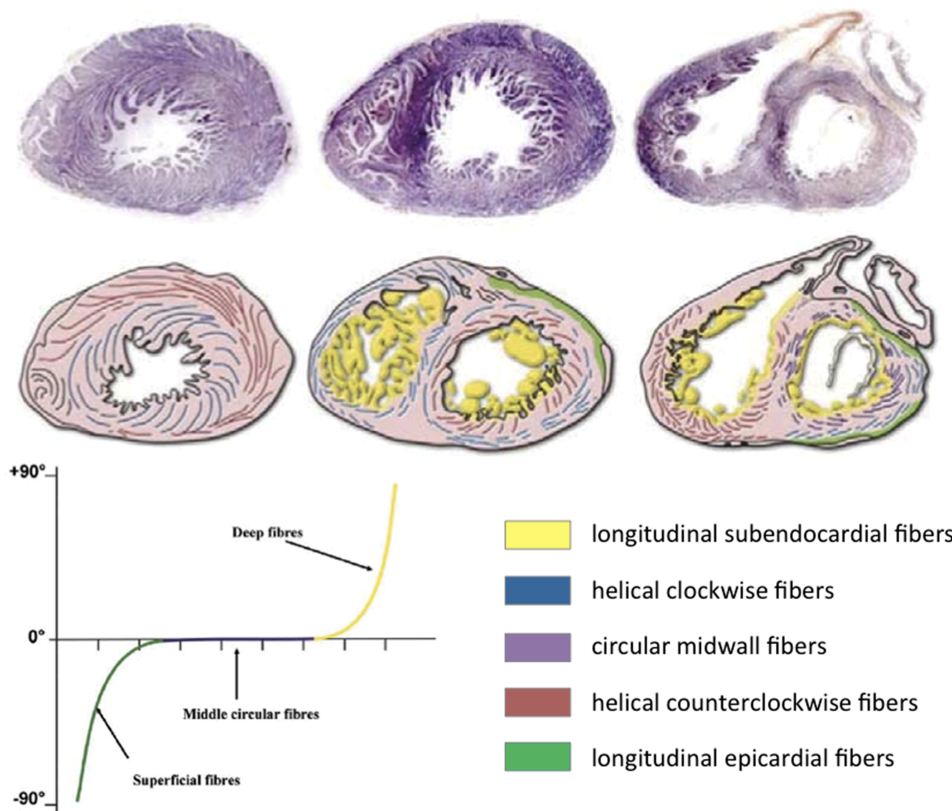 +90°
Deep fibres
0°
Middle circular fibres
Superficial fibres
-90°
longitudinal subendocardial fibers
helical clockwise fibers
circular midwall fibers
helical counterclockwise fibers
longitudinal epicardial fibers